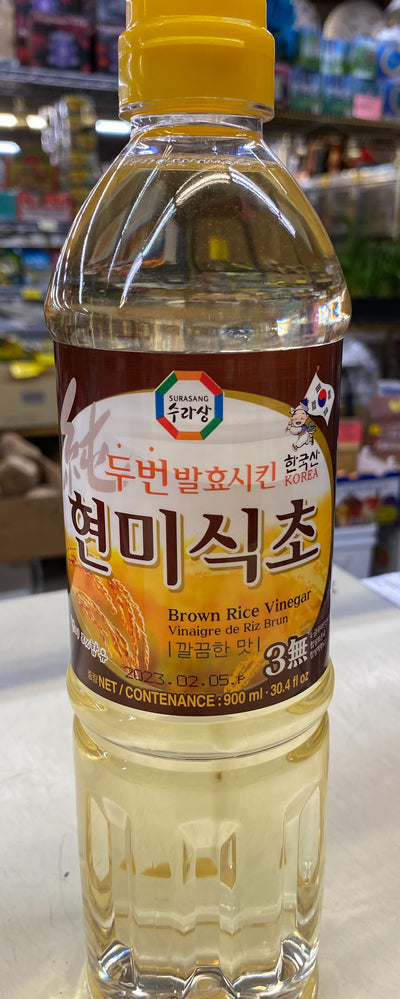 SURASANG
수라상
純
두번 발효시킨
한국산
KOREA
현미식초
Brown Rice Vinegar
Vinaigre de Riz Brun
깔끔한 맛
3無
2023.02.05.F
NET / CONTENANCE : 900 ml · 30.4 fl oz